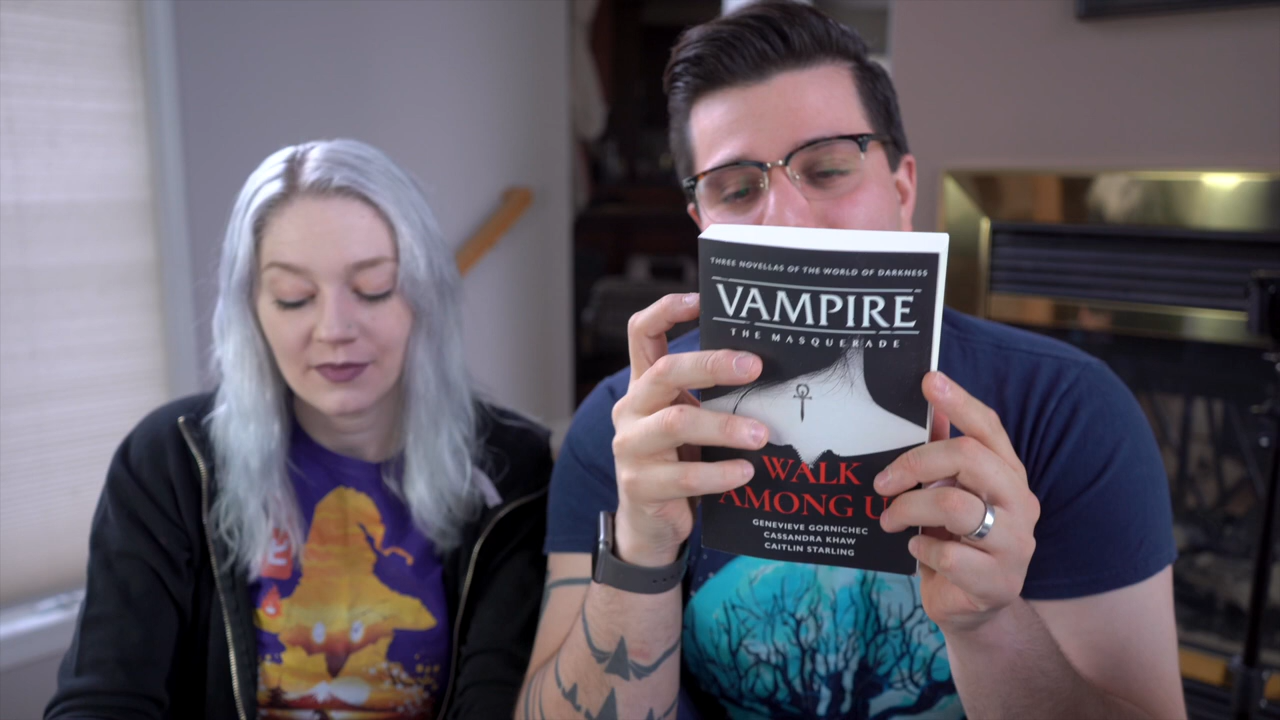 THREE NOVELLAS OF THE WORLD OF DARKNESS
VAMPIRE
THE MASQUERADE
WALK
AMONG U
GENEVIEVE GORNICHEC
CASSANDRA KHAW
CAITLIN STARLING